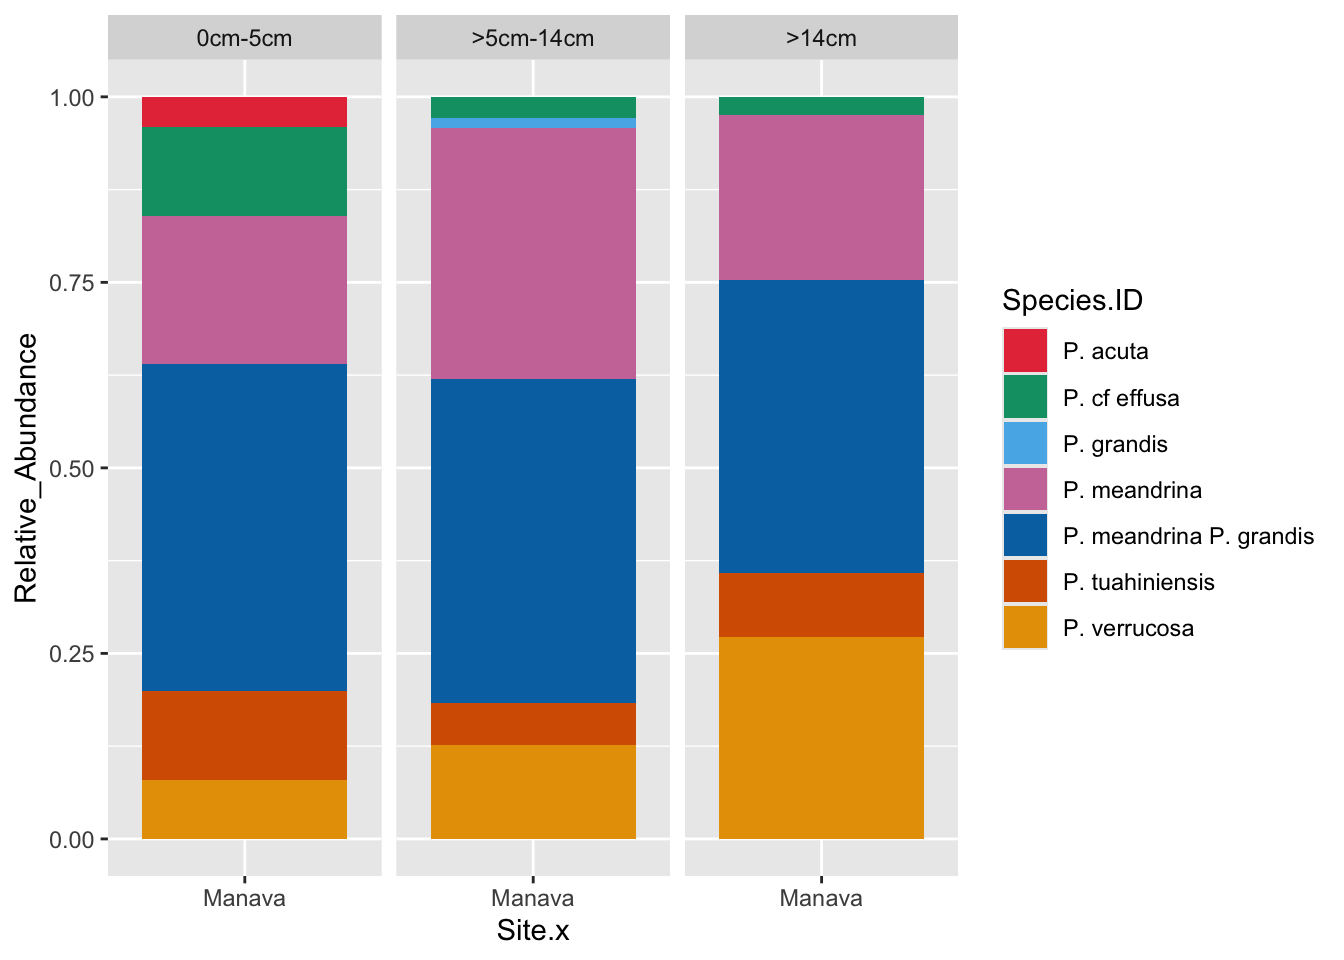 0cm-5cm
>5cm-14cm
>14cm
Relative_Abundance
1.00
0.75
0.50
0.25
0.00
Manava
Manava
Manava
Site.x
Species.ID
P. acuta
P. cf effusa
P. grandis
P. meandrina
P. meandrina P. grandis
P. tuahiniensis
P. verrucosa